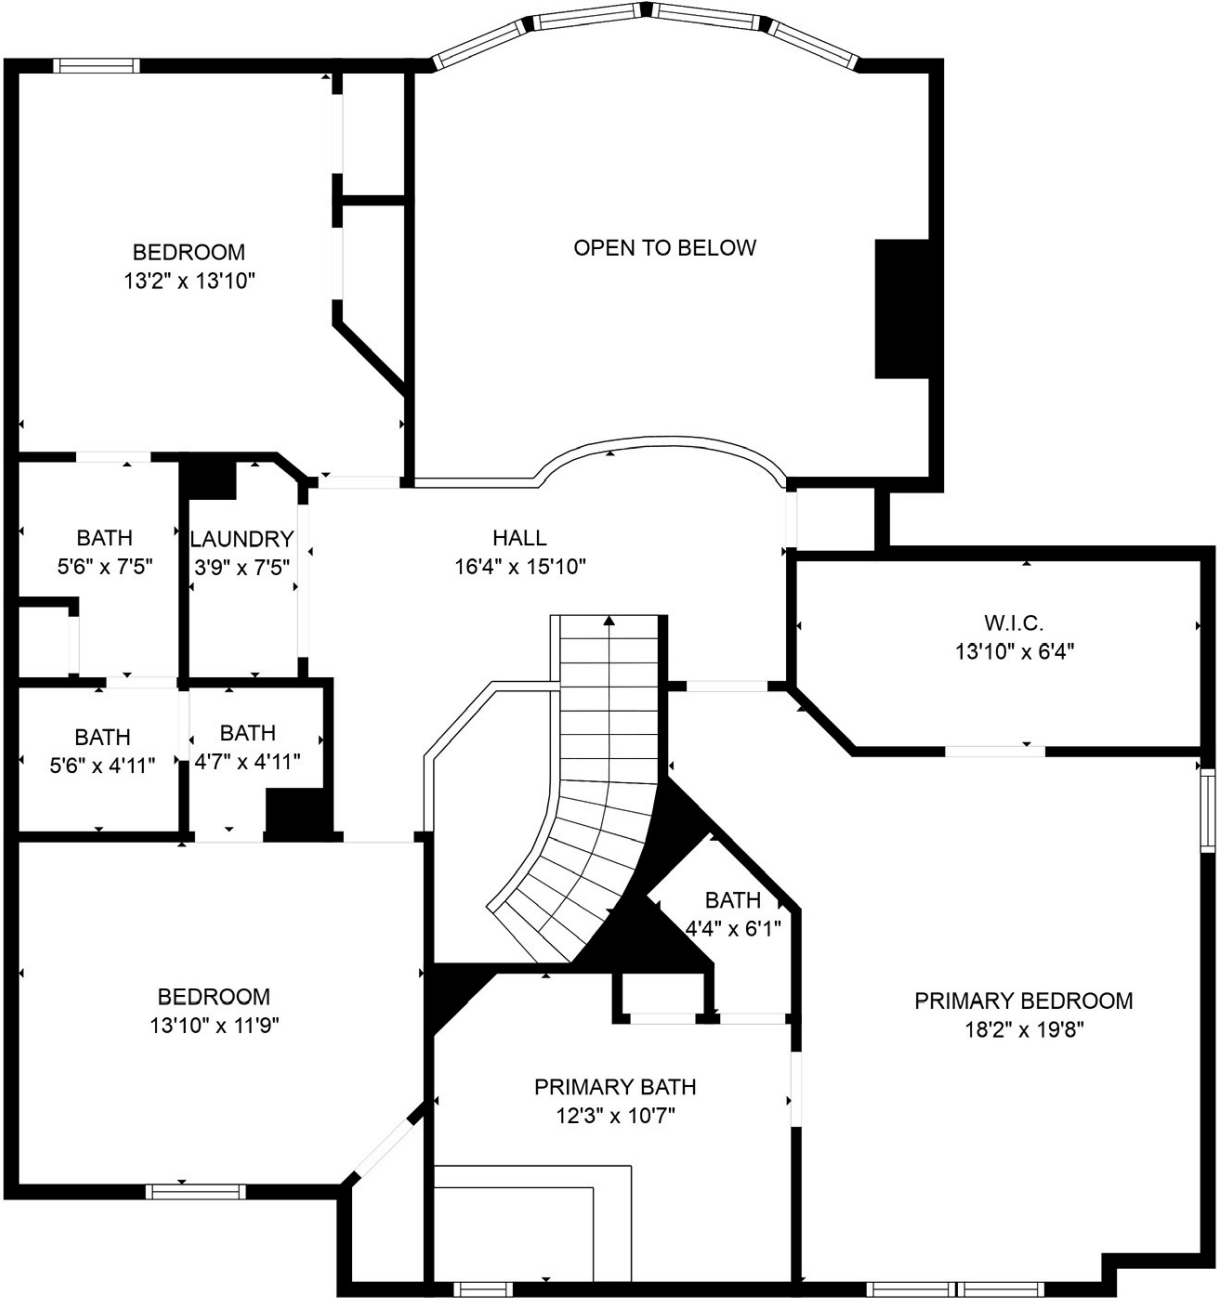 BEDROOM
13'2" x 13'10"
OPEN TO BELOW
BATH
5'6" x 7'5"
LAUNDRY
3'9" x 7'5"
HALL
16'4" x 15'10"
W.I.C.
13'10" x 6'4"
BATH
5'6" x 4'11"
BATH
4'7" x 4'11"
BATH
4'4" x 6'1"
BEDROOM
13'10" x 11'9"
PRIMARY BEDROOM
18'2" x 19'8"
PRIMARY BATH
12'3" x 10'7"